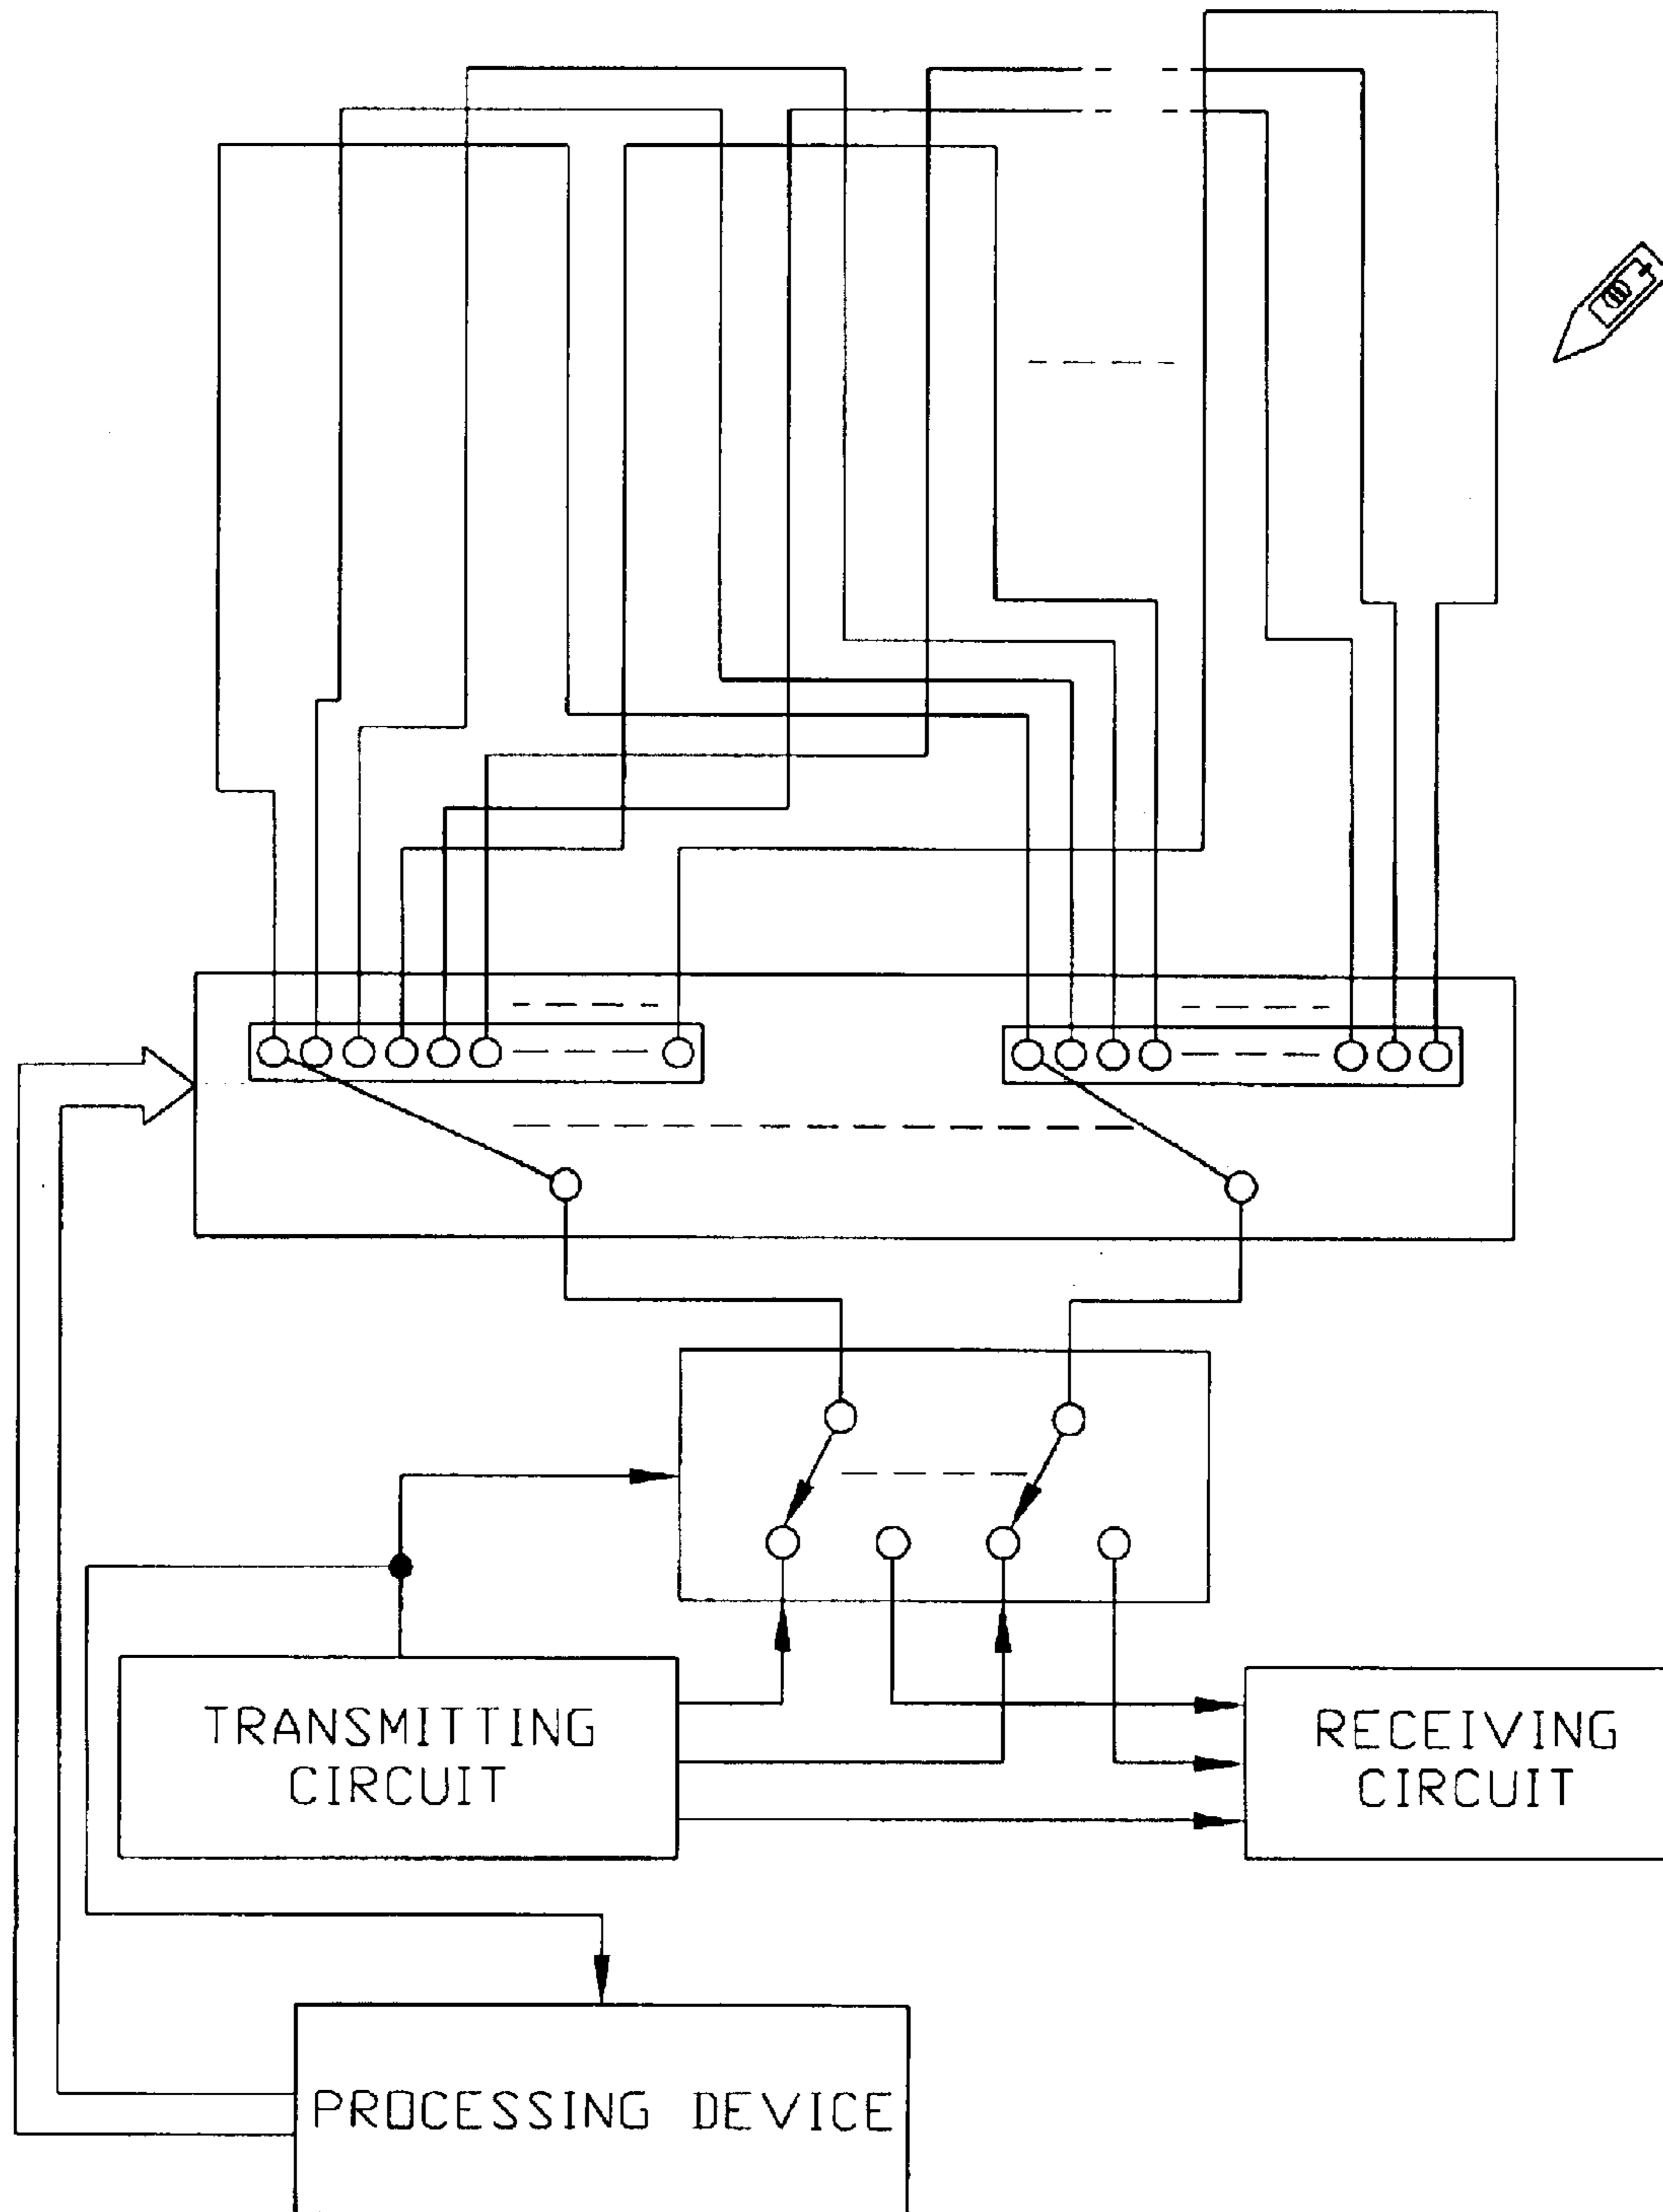 TRANSMITTING
CIRCUIT
RECEIVING
CIRCUIT
PROCESSING DEVICE